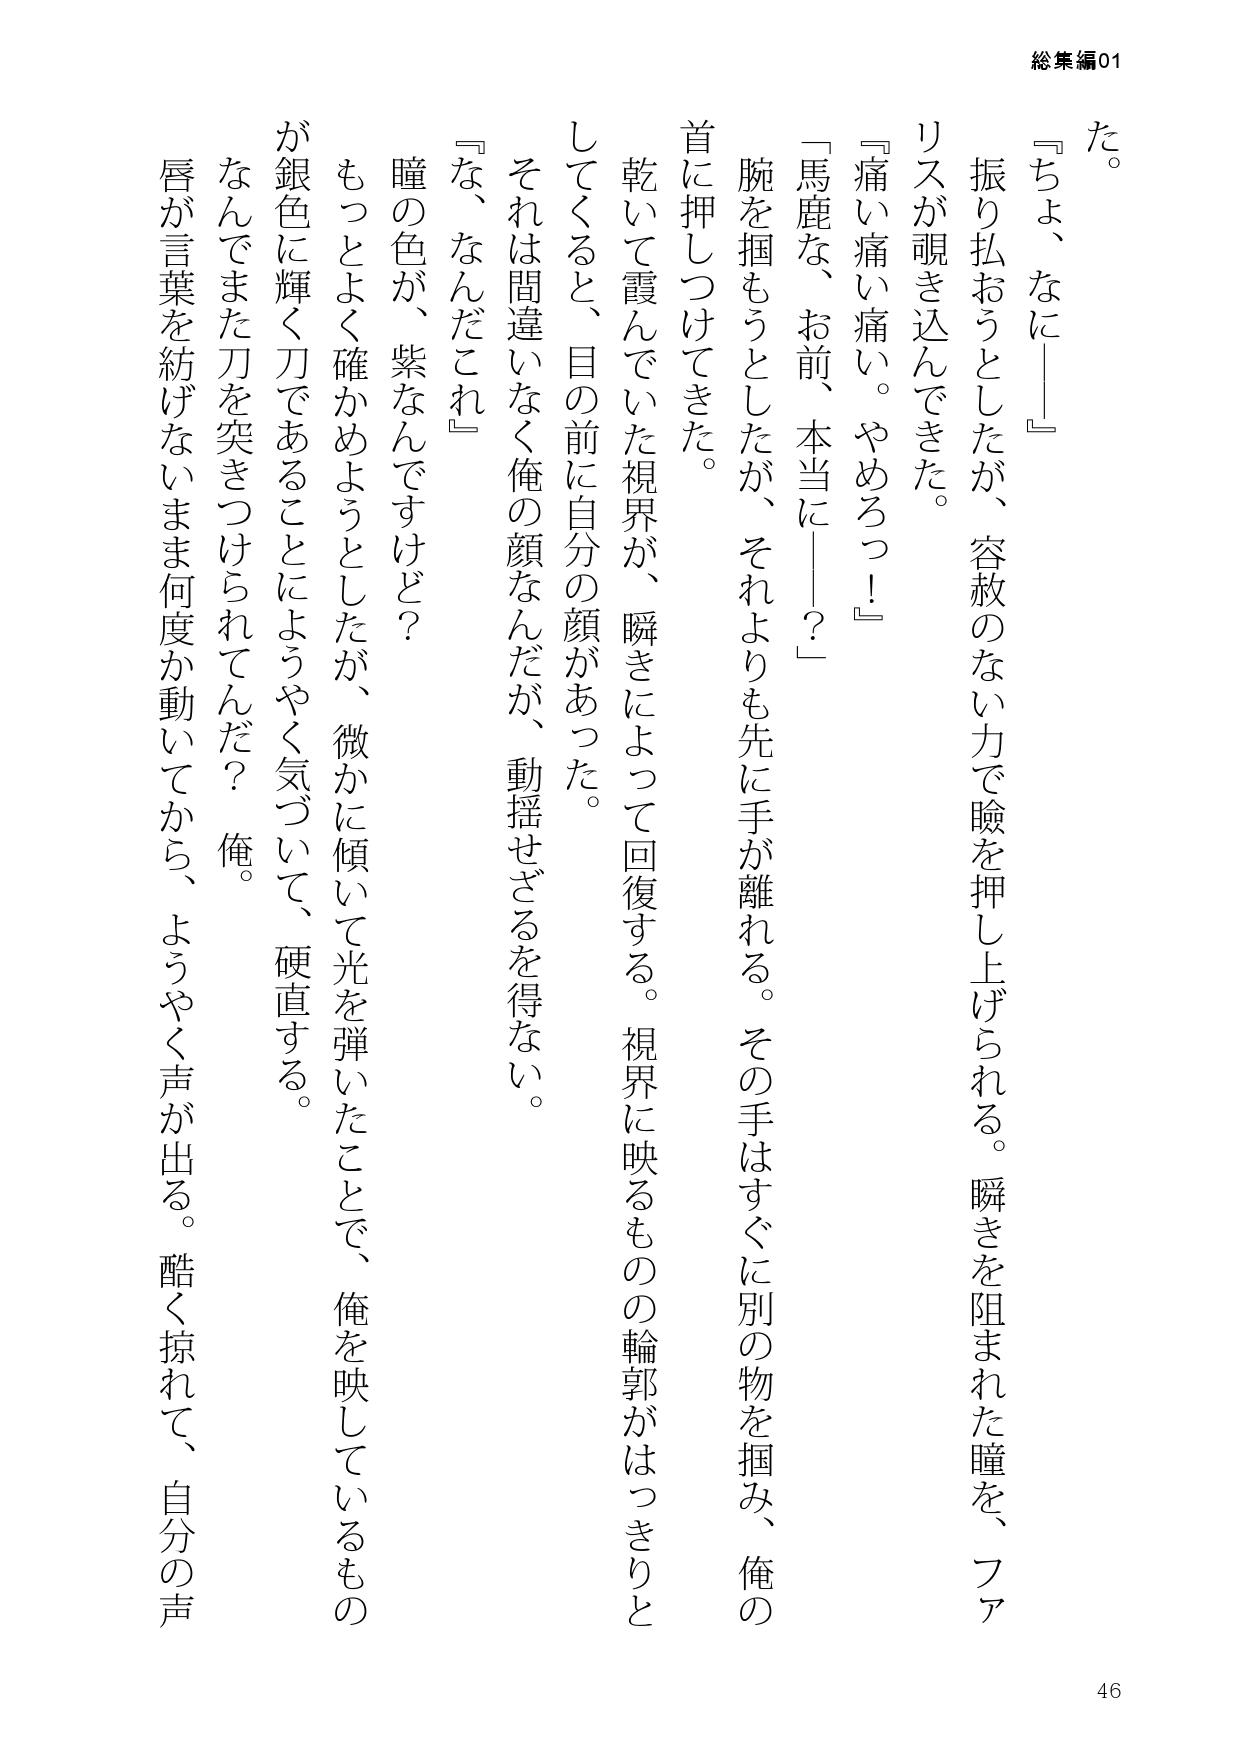 総集編01
た。
『ちょ、なに――』
　振り払おうとしたが、容赦のない力で瞼を押し上げられる。瞬きを阻まれた瞳を、ファ
リスが覗き込んできた。
『痛い痛い痛い。やめろっ！』
「馬鹿な、お前、本当に――？」
　腕を掴もうとしたが、それよりも先に手が離れる。その手はすぐに別の物を掴み、俺の
首に押しつけてきた。
　乾いて霞んでいた視界が、瞬きによって回復する。視界に映るものの輪郭がはっきりと
してくると、目の前に自分の顔があった。
　それは間違いなく俺の顔なんだが、動揺せざるを得ない。
『な、なんだこれ』
　瞳の色が、紫なんですけど？
　もっとよく確かめようとしたが、微かに傾いて光を弾いたことで、俺を映しているもの
が銀色に輝く刀であることにようやく気づいて、硬直する。
　なんでまた刀を突きつけられてんだ？　俺。
　唇が言葉を紡げないまま何度か動いてから、ようやく声が出る。酷く掠れて、自分の声
46